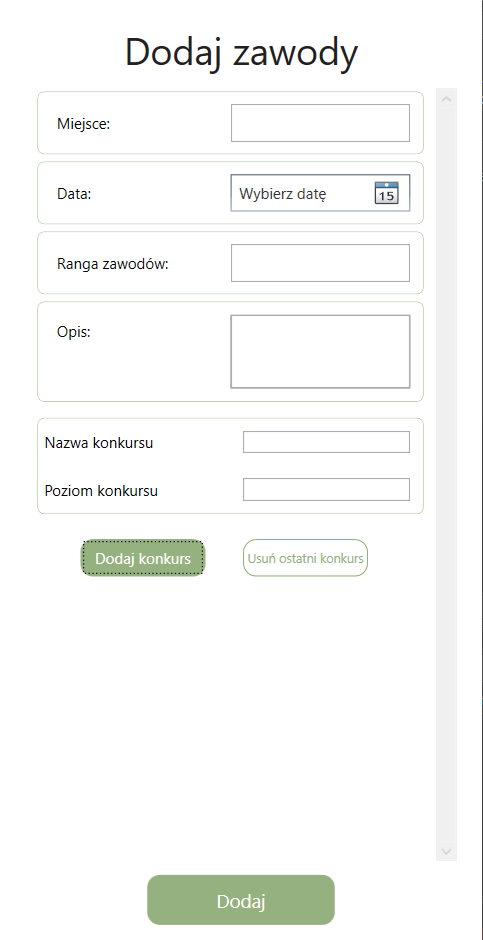 Dodaj zawody
Miejsce:
Data: Wybierz datę 15
Ranga zawodów:
Opis:
Nazwa konkursu
Poziom konkursu
Dodaj konkurs Usuń ostatni konkurs
Dodaj